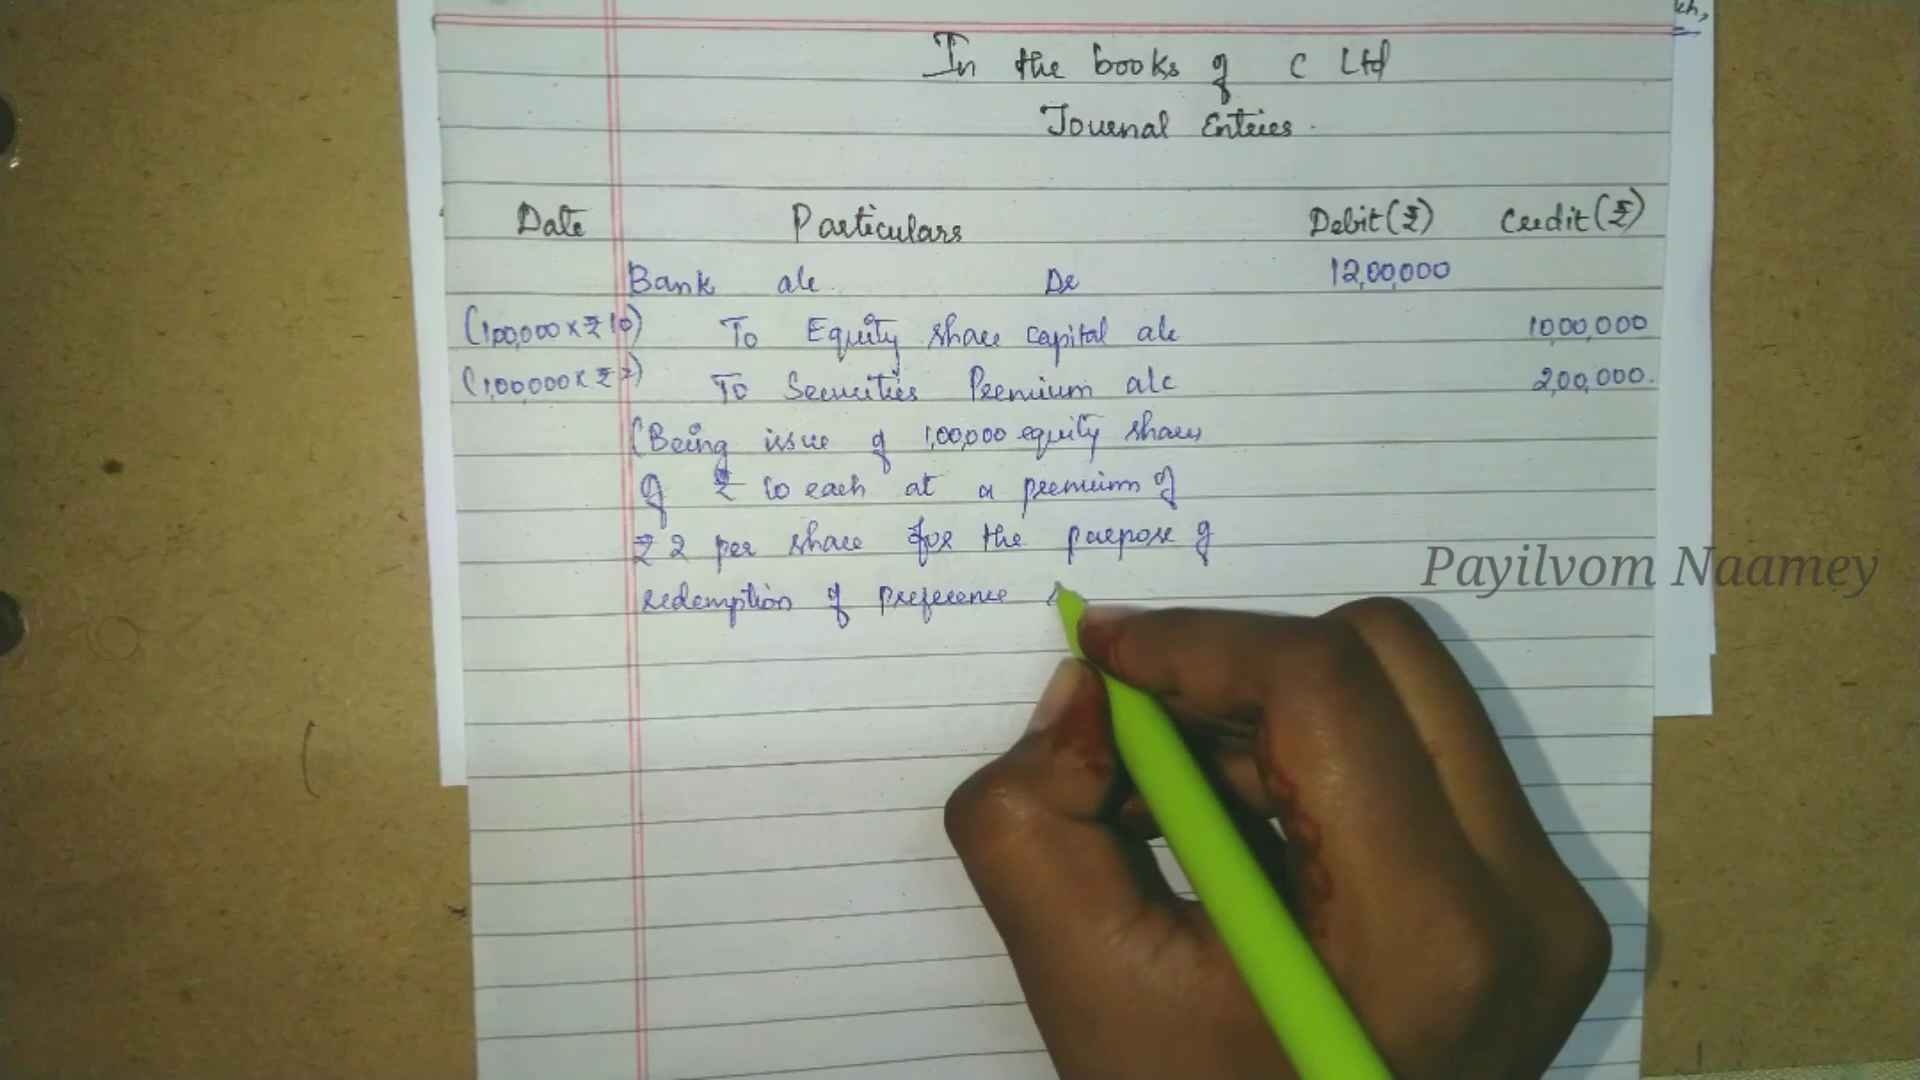 kh,
In the books of C Ltd
Journal Entries.
Date Particulars Debit(₹) Credit(₹)
Bank a/c. Dr 12,00,000
(1,00,000 x ₹ 10) To Equity share capital a/c 1000,000
(1,00,000 x ₹ 2) To Securities Premium a/c 2,00,000.
(Being issue of 1,00,000 equity shares
of ₹ 10 each at a premium of
₹ 2 per share for the purpose of
redemption of preference
Payilvom Naamey